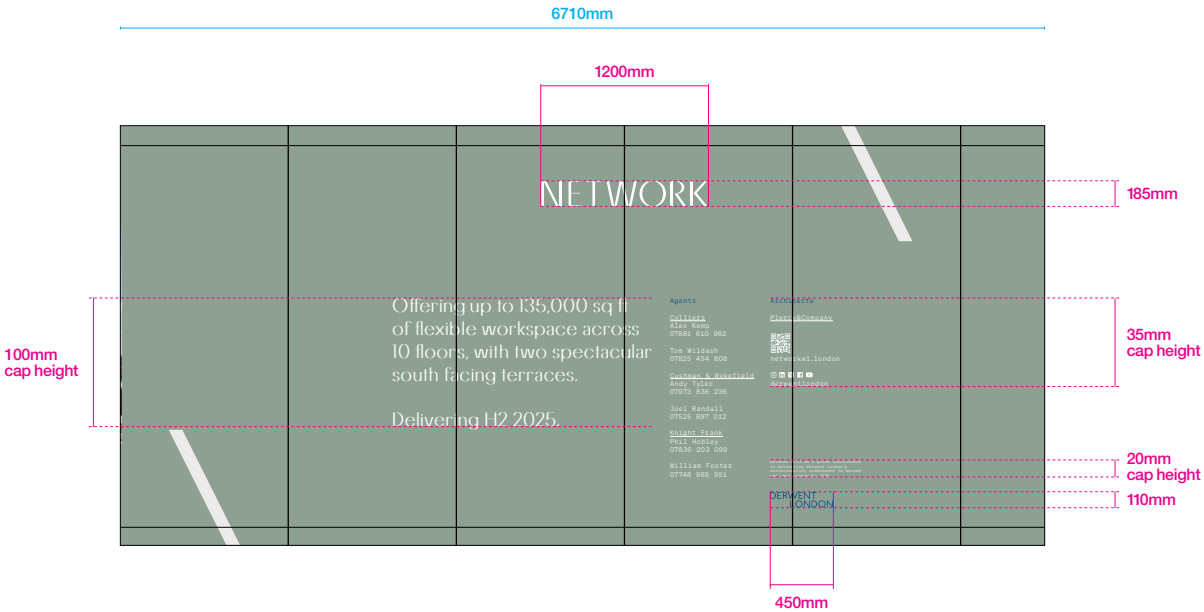 6710mm
1200mm
NETWORK
185mm
100mm
cap height
Offering up to 135,000 sq ft
of flexible workspace across
10 floors, with two spectacular
south facing terraces.
Delivering H2 2025.
Agents
Colliers
Alex Kemp
07881 610 962
Tom Wildash
07825 454 808
Cushman & Wakefield
Andy Tyler
07973 836 236
Joel Randall
07525 897 012
Knight Frank
Phil Hobley
07836 203 099
William Foster
07748 985 951
Architects
Piercy&Company
networkw1.london
derwentlondon
35mm
cap height
20mm
cap height
DERWENT
LONDON
110mm
450mm